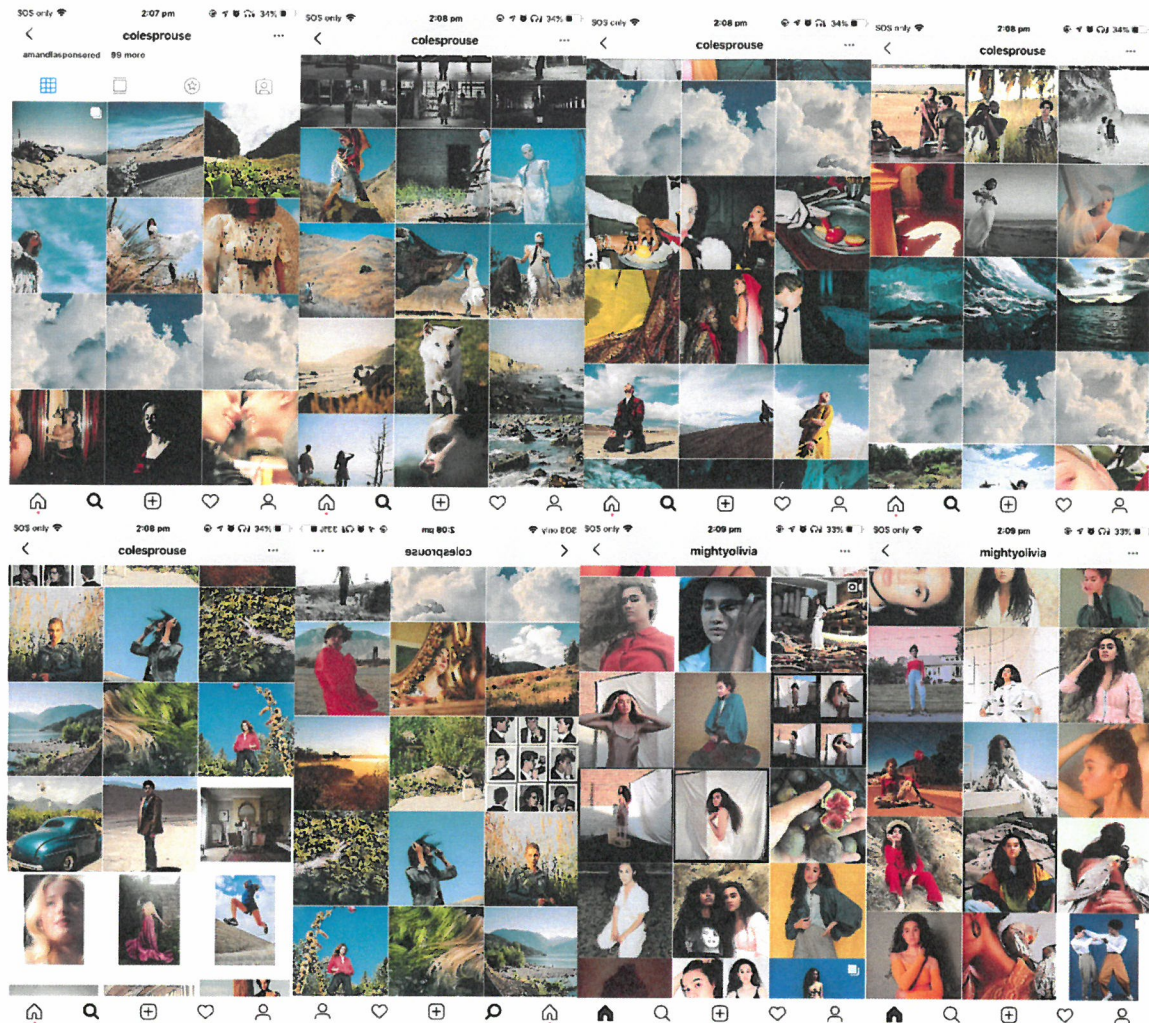 SOS only 2:07 pm 34%
colesprouse
amandlasponsered 99 more
SOS only 2:08 pm 34%
colesprouse
SOS only 2:08 pm 34%
colesprouse
SOS only 2:08 pm 34%
colesprouse
SOS only 2:08 pm 34%
colesprouse
SOS only 2:08 pm 33%
colesprouse
SOS only 2:09 pm 33%
mightyolivia
SOS only 2:09 pm 33%
mightyolivia